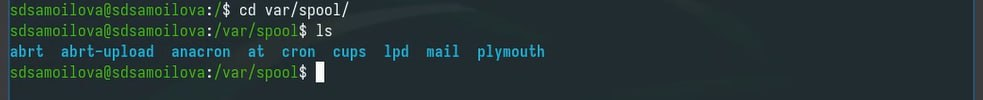 sdsamoilova@sdsamoilova:/$ cd var/spool/
sdsamoilova@sdsamoilova:/var/spool$ ls
abrt  abrt-upload  anacron  at  cron  cups  lpd  mail  plymouth
sdsamoilova@sdsamoilova:/var/spool$